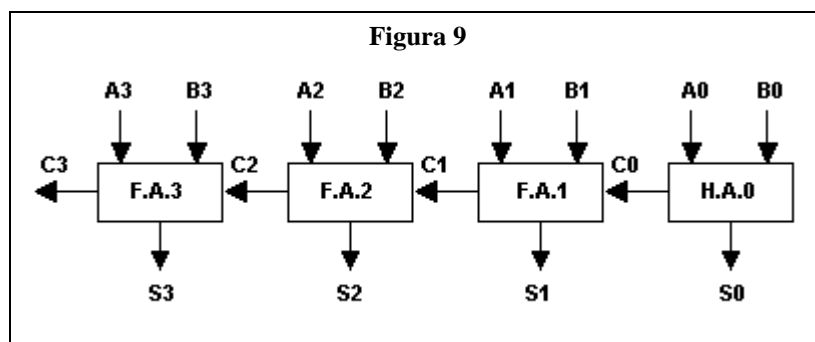 Figura 9
A3 B3 A2 B2 A1 B1 A0 B0
C3 C2 C1 C0
F.A.3 F.A.2 F.A.1 H.A.0
S3 S2 S1 S0